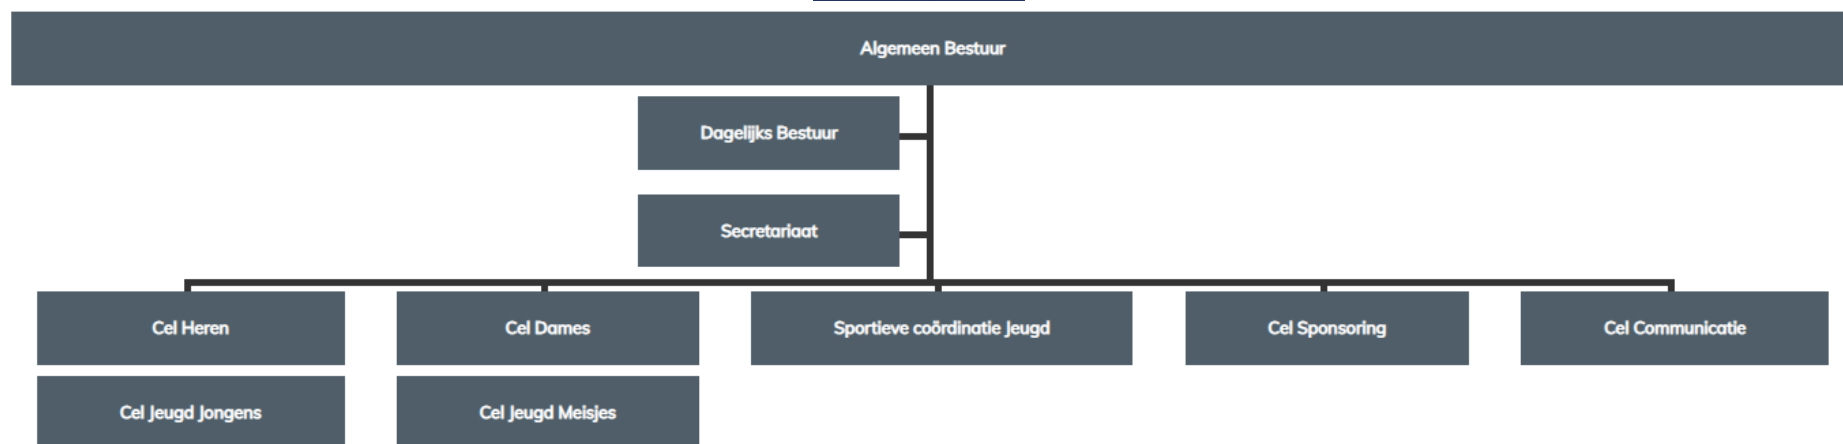 Algemeen Bestuur
Dagelijks Bestuur
Secretariaat
Cel Heren
Cel Dames
Sportieve coördinatie Jeugd
Cel Sponsoring
Cel Communicatie
Cel Jeugd Jongens
Cel Jeugd Meisjes